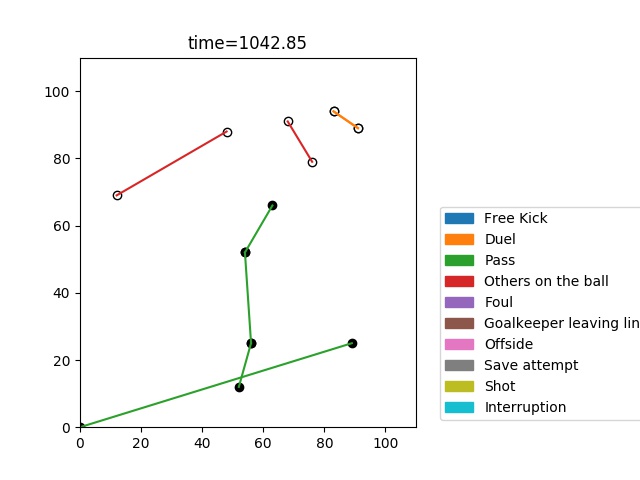 time=1042.85
100
80
60
40
20
0
0 20 40 60 80 100
Free Kick
Duel
Pass
Others on the ball
Foul
Goalkeeper leaving lin
Offside
Save attempt
Shot
Interruption